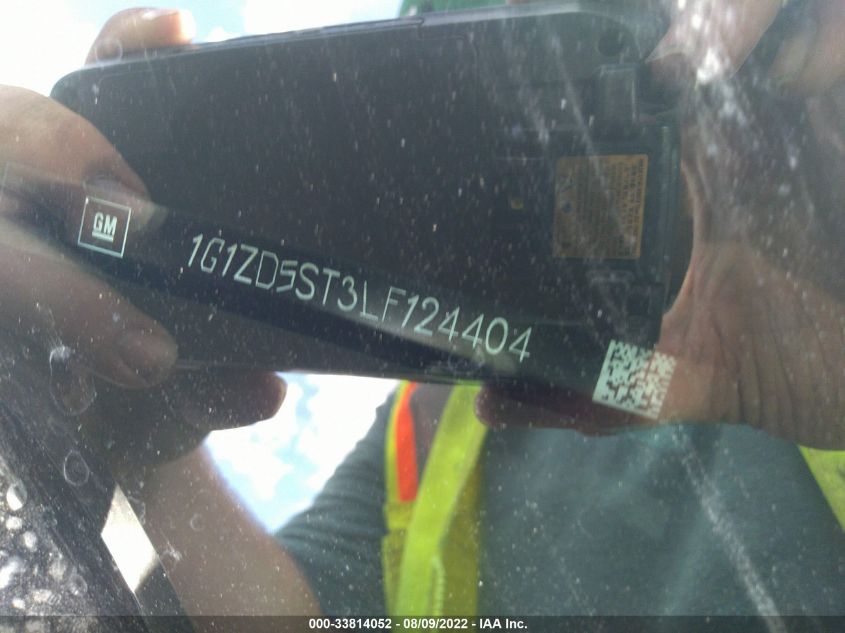 GM
1G1ZD5ST3LF124404
000-33814052 - 08/09/2022 - IAA Inc.